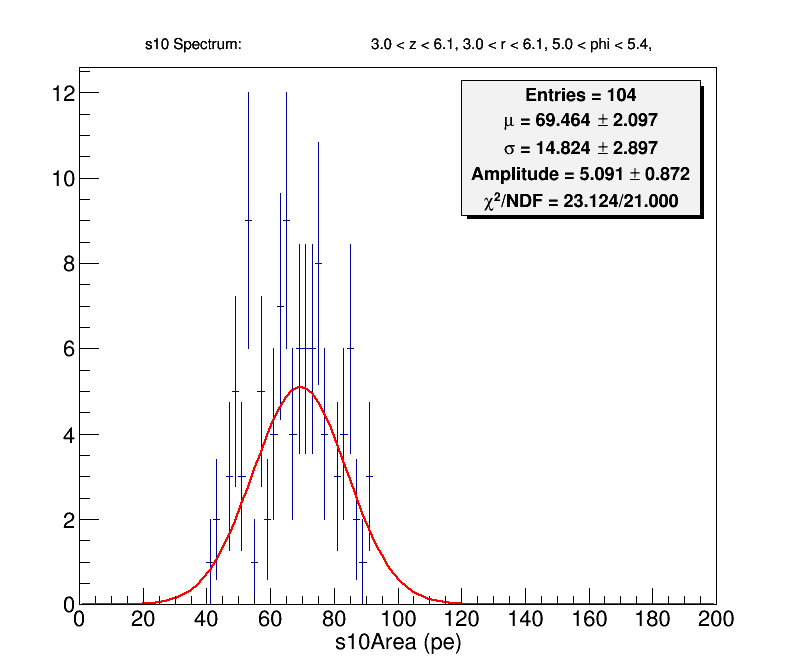 s10 Spectrum: 3.0 < z < 6.1, 3.0 < r < 6.1, 5.0 < phi < 5.4,
Entries = 104
μ = 69.464 ± 2.097
σ = 14.824 ± 2.897
Amplitude = 5.091 ± 0.872
χ²/NDF = 23.124/21.000
12
10
8
6
4
2
0
0 20 40 60 80 100 120 140 160 180 200
s10Area (pe)